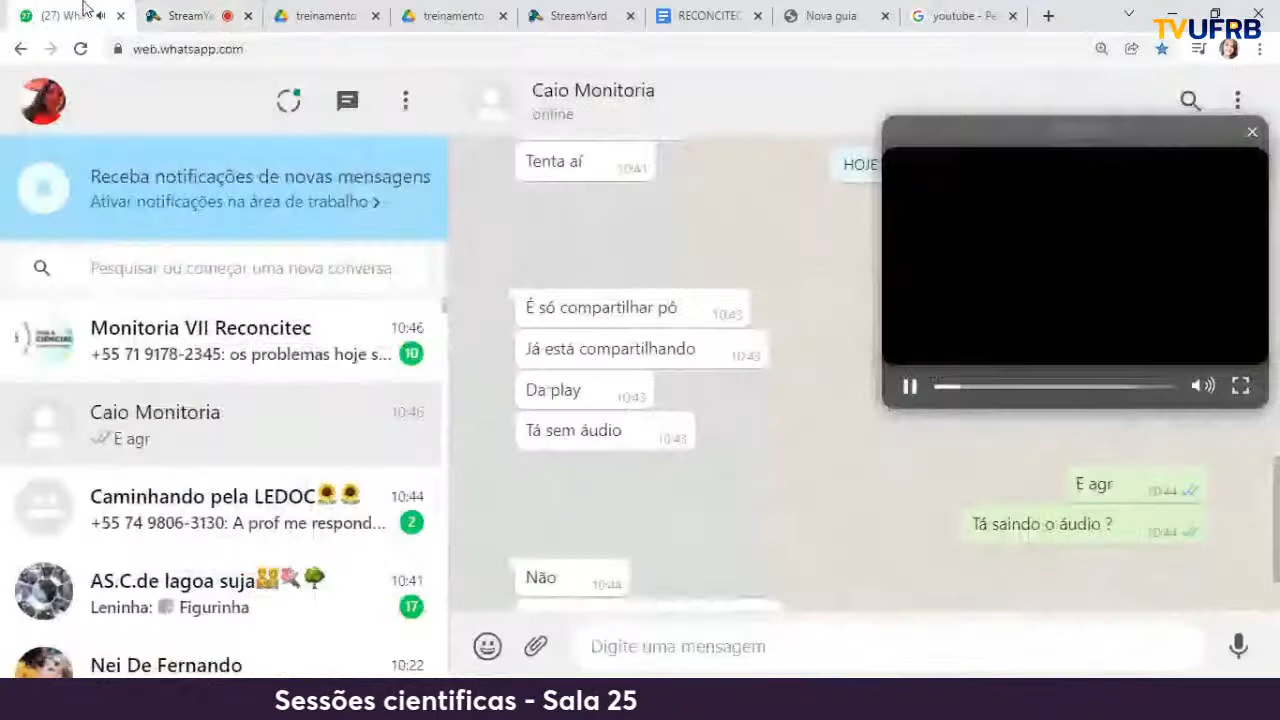 (27) Wh
StreamYa
treinamento
treinamento
StreamYard
RECONCITEC
Nova guia
youtube - Pe
TVUFRB
web.whatsapp.com
Caio Monitoria
online
Receba notificações de novas mensagens
Ativar notificações na área de trabalho >
Pesquisar ou começar uma nova conversa
Monitoria VII Reconcitec 10:46
+55 71 9178-2345: os problemas hoje s... 10
Caio Monitoria 10:46
E agr
Caminhando pela LEDOC🌻🌻 10:44
+55 74 9806-3130: A prof me respond... 2
AS.C.de lagoa suja 10:41
Leninha: Figurinha 17
Nei De Fernando 10:22
Tenta aí 10:41
HOJE
É só compartilhar pô 10:43
Já está compartilhando 10:43
Da play 10:43
Tá sem áudio 10:43
E agr 10:44
Tá saindo o áudio ? 10:44
Não 10:44
Digite uma mensagem
Sessões cientificas - Sala 25